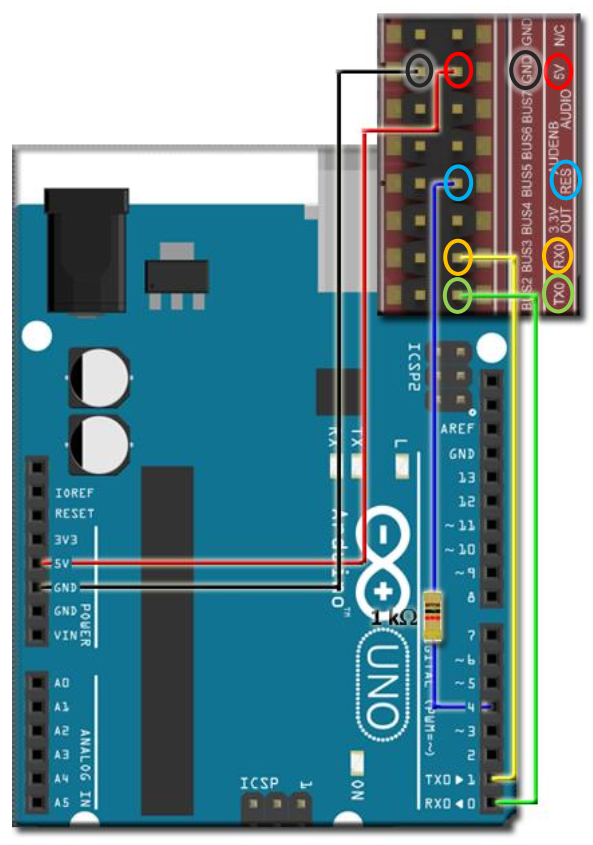 GND N/C
GND 5V
BUS7 AUDIO
BUS6 AUDENB
BUS5 RES
BUS4 3.3V OUT
BUS3 RX0
BUS2 TX0
ICSP2
AREF
GND
13
12
~11
~10
~9
8
7
~6
~5
4
~3
2
TX0▶1
RX0◀0
RX
TX
L
IOREF
RESET
3V3
5V
GND
GND
VIN
POWER
A0
A1
A2
A3
A4
A5
ANALOG IN
Arduino™
1 kΩ
UNO
DIGITAL (PWM=~)
ICSP
1
ON